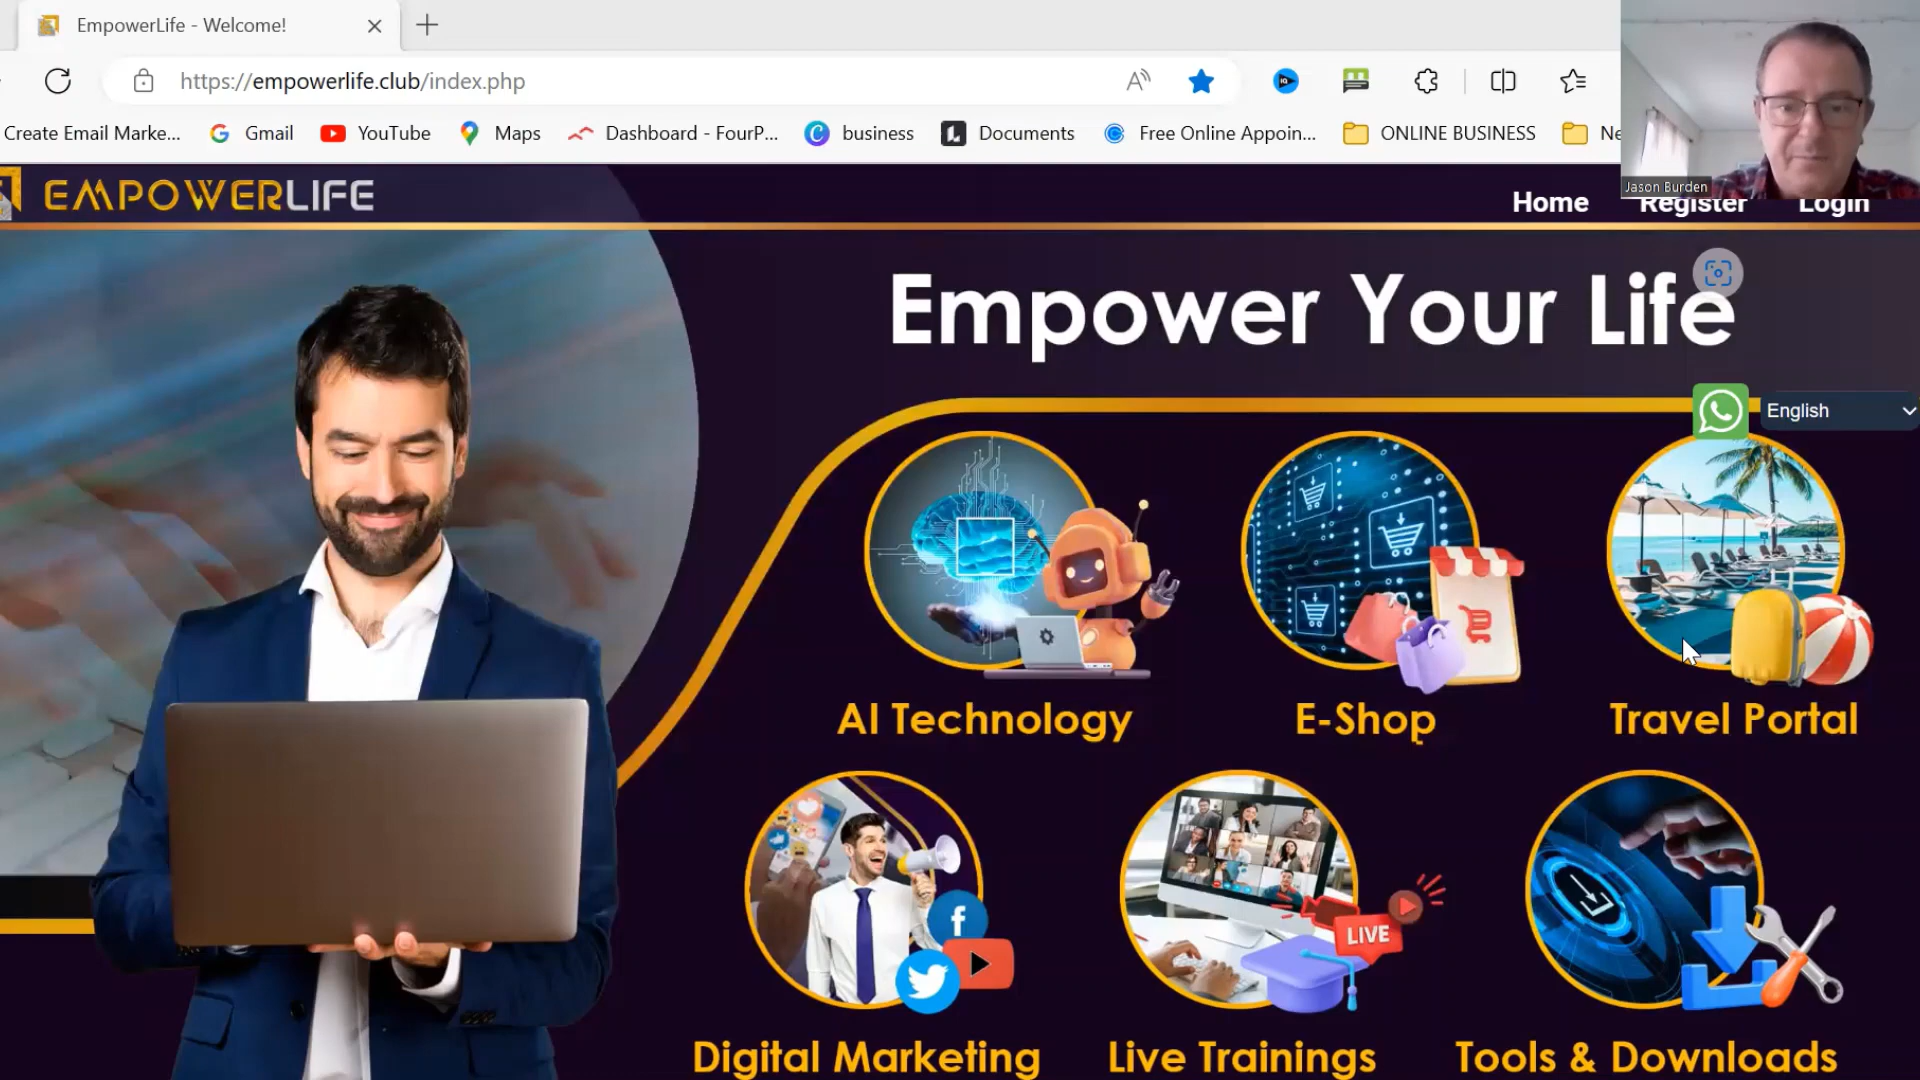 EmpowerLife - Welcome!
https://empowerlife.club/index.php
Create Email Marke...
Gmail
YouTube
Maps
Dashboard - FourP...
business
Documents
Free Online Appoin...
ONLINE BUSINESS
Ne
Jason Burden
EMPOWERLIFE
Home
Register
Login
Empower Your Life
English
AI Technology
E-Shop
Travel Portal
LIVE
Digital Marketing
Live Trainings
Tools & Downloads